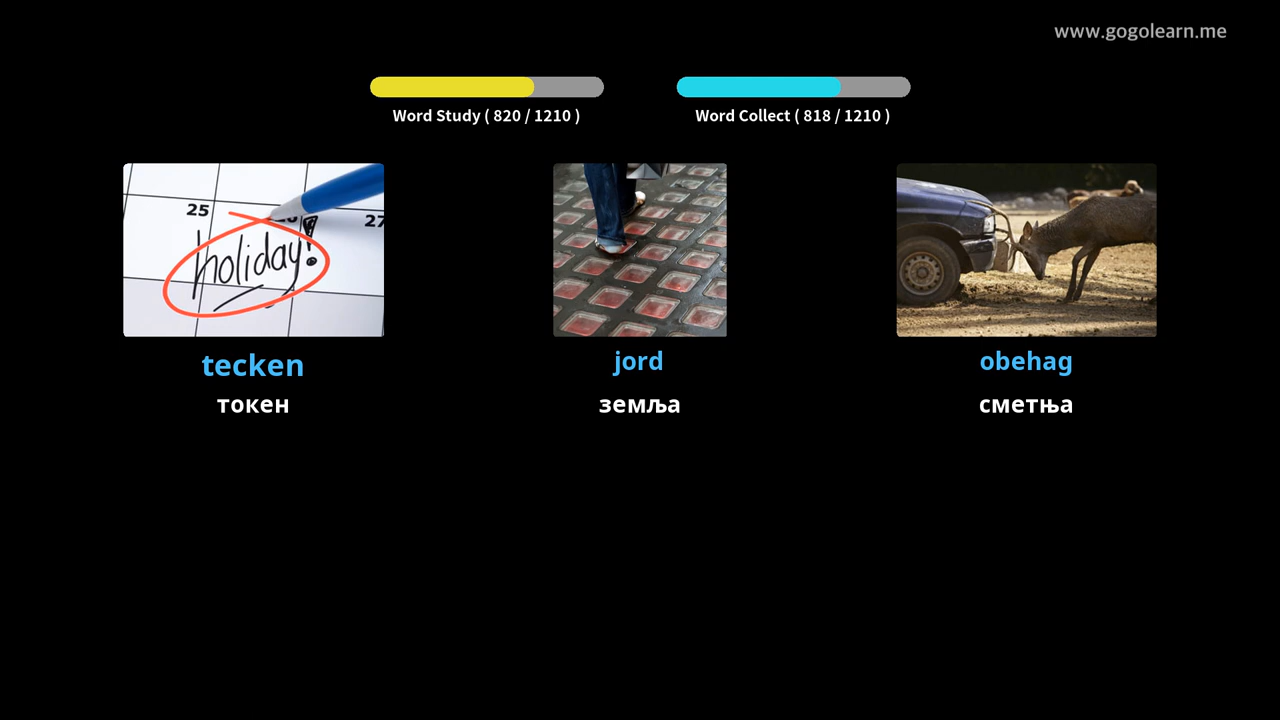 www.gogolearn.me
Word Study ( 820 / 1210 )
Word Collect ( 818 / 1210 )
25
27
holiday!
tecken
jord
obehag
токен
земља
сметња